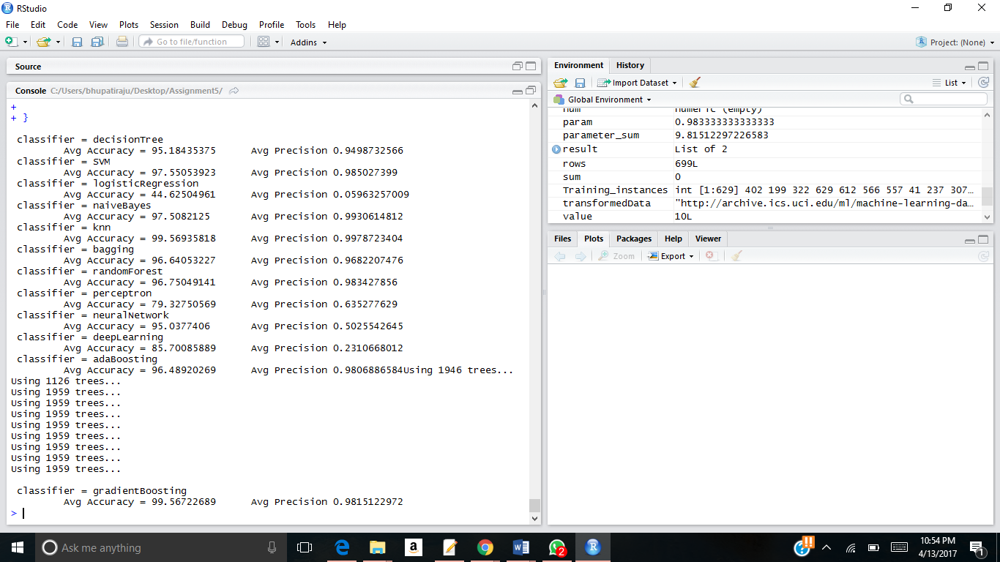 RStudio
File Edit Code View Plots Session Build Debug Profile Tools Help
Go to file/function Addins Project: (None)
Source
Console C:/Users/bhupatiraju/Desktop/Assignment5/
+
+ }
classifier = decisionTree
Avg Accuracy = 95.18435375 Avg Precision 0.9498732566
classifier = SVM
Avg Accuracy = 97.55053923 Avg Precision 0.985027399
classifier = logisticRegression
Avg Accuracy = 44.62504961 Avg Precision 0.05963257009
classifier = naiveBayes
Avg Accuracy = 97.5082125 Avg Precision 0.9930614812
classifier = knn
Avg Accuracy = 99.56935818 Avg Precision 0.9978723404
classifier = bagging
Avg Accuracy = 96.64053227 Avg Precision 0.9682207476
classifier = randomForest
Avg Accuracy = 96.75049141 Avg Precision 0.983427856
classifier = perceptron
Avg Accuracy = 79.32750569 Avg Precision 0.635277629
classifier = neuralNetwork
Avg Accuracy = 95.0377406 Avg Precision 0.5025542645
classifier = deepLearning
Avg Accuracy = 85.70085889 Avg Precision 0.2310668012
classifier = adaBoosting
Avg Accuracy = 96.48920269 Avg Precision 0.9806886584Using 1946 trees...
Using 1126 trees...
Using 1959 trees...
Using 1959 trees...
Using 1959 trees...
Using 1959 trees...
Using 1959 trees...
Using 1959 trees...
Using 1959 trees...
Using 1959 trees...
classifier = gradientBoosting
Avg Accuracy = 99.56722689 Avg Precision 0.9815122972
>
Environment History
Import Dataset List
Global Environment
num numeric (empty)
param 0.983333333333333
parameter_sum 9.81512297226583
result List of 2
rows 699L
sum 0
Training_instances int [1:629] 402 199 322 629 612 566 557 41 237 307…
transformedData "http://archive.ics.uci.edu/ml/machine-learning-da…
value 10L
Files Plots Packages Help Viewer
Zoom Export
Ask me anything
a
2
10:54 PM
4/13/2017
1